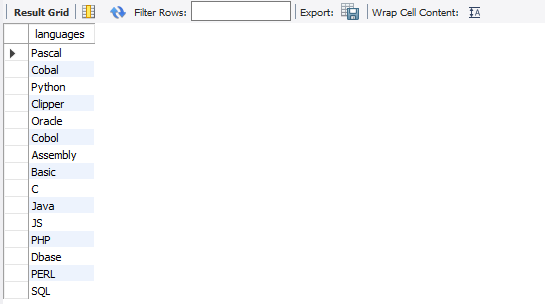 Result Grid Filter Rows: Export: Wrap Cell Content:
languages
Pascal
Cobal
Python
Clipper
Oracle
Cobol
Assembly
Basic
C
Java
JS
PHP
Dbase
PERL
SQL